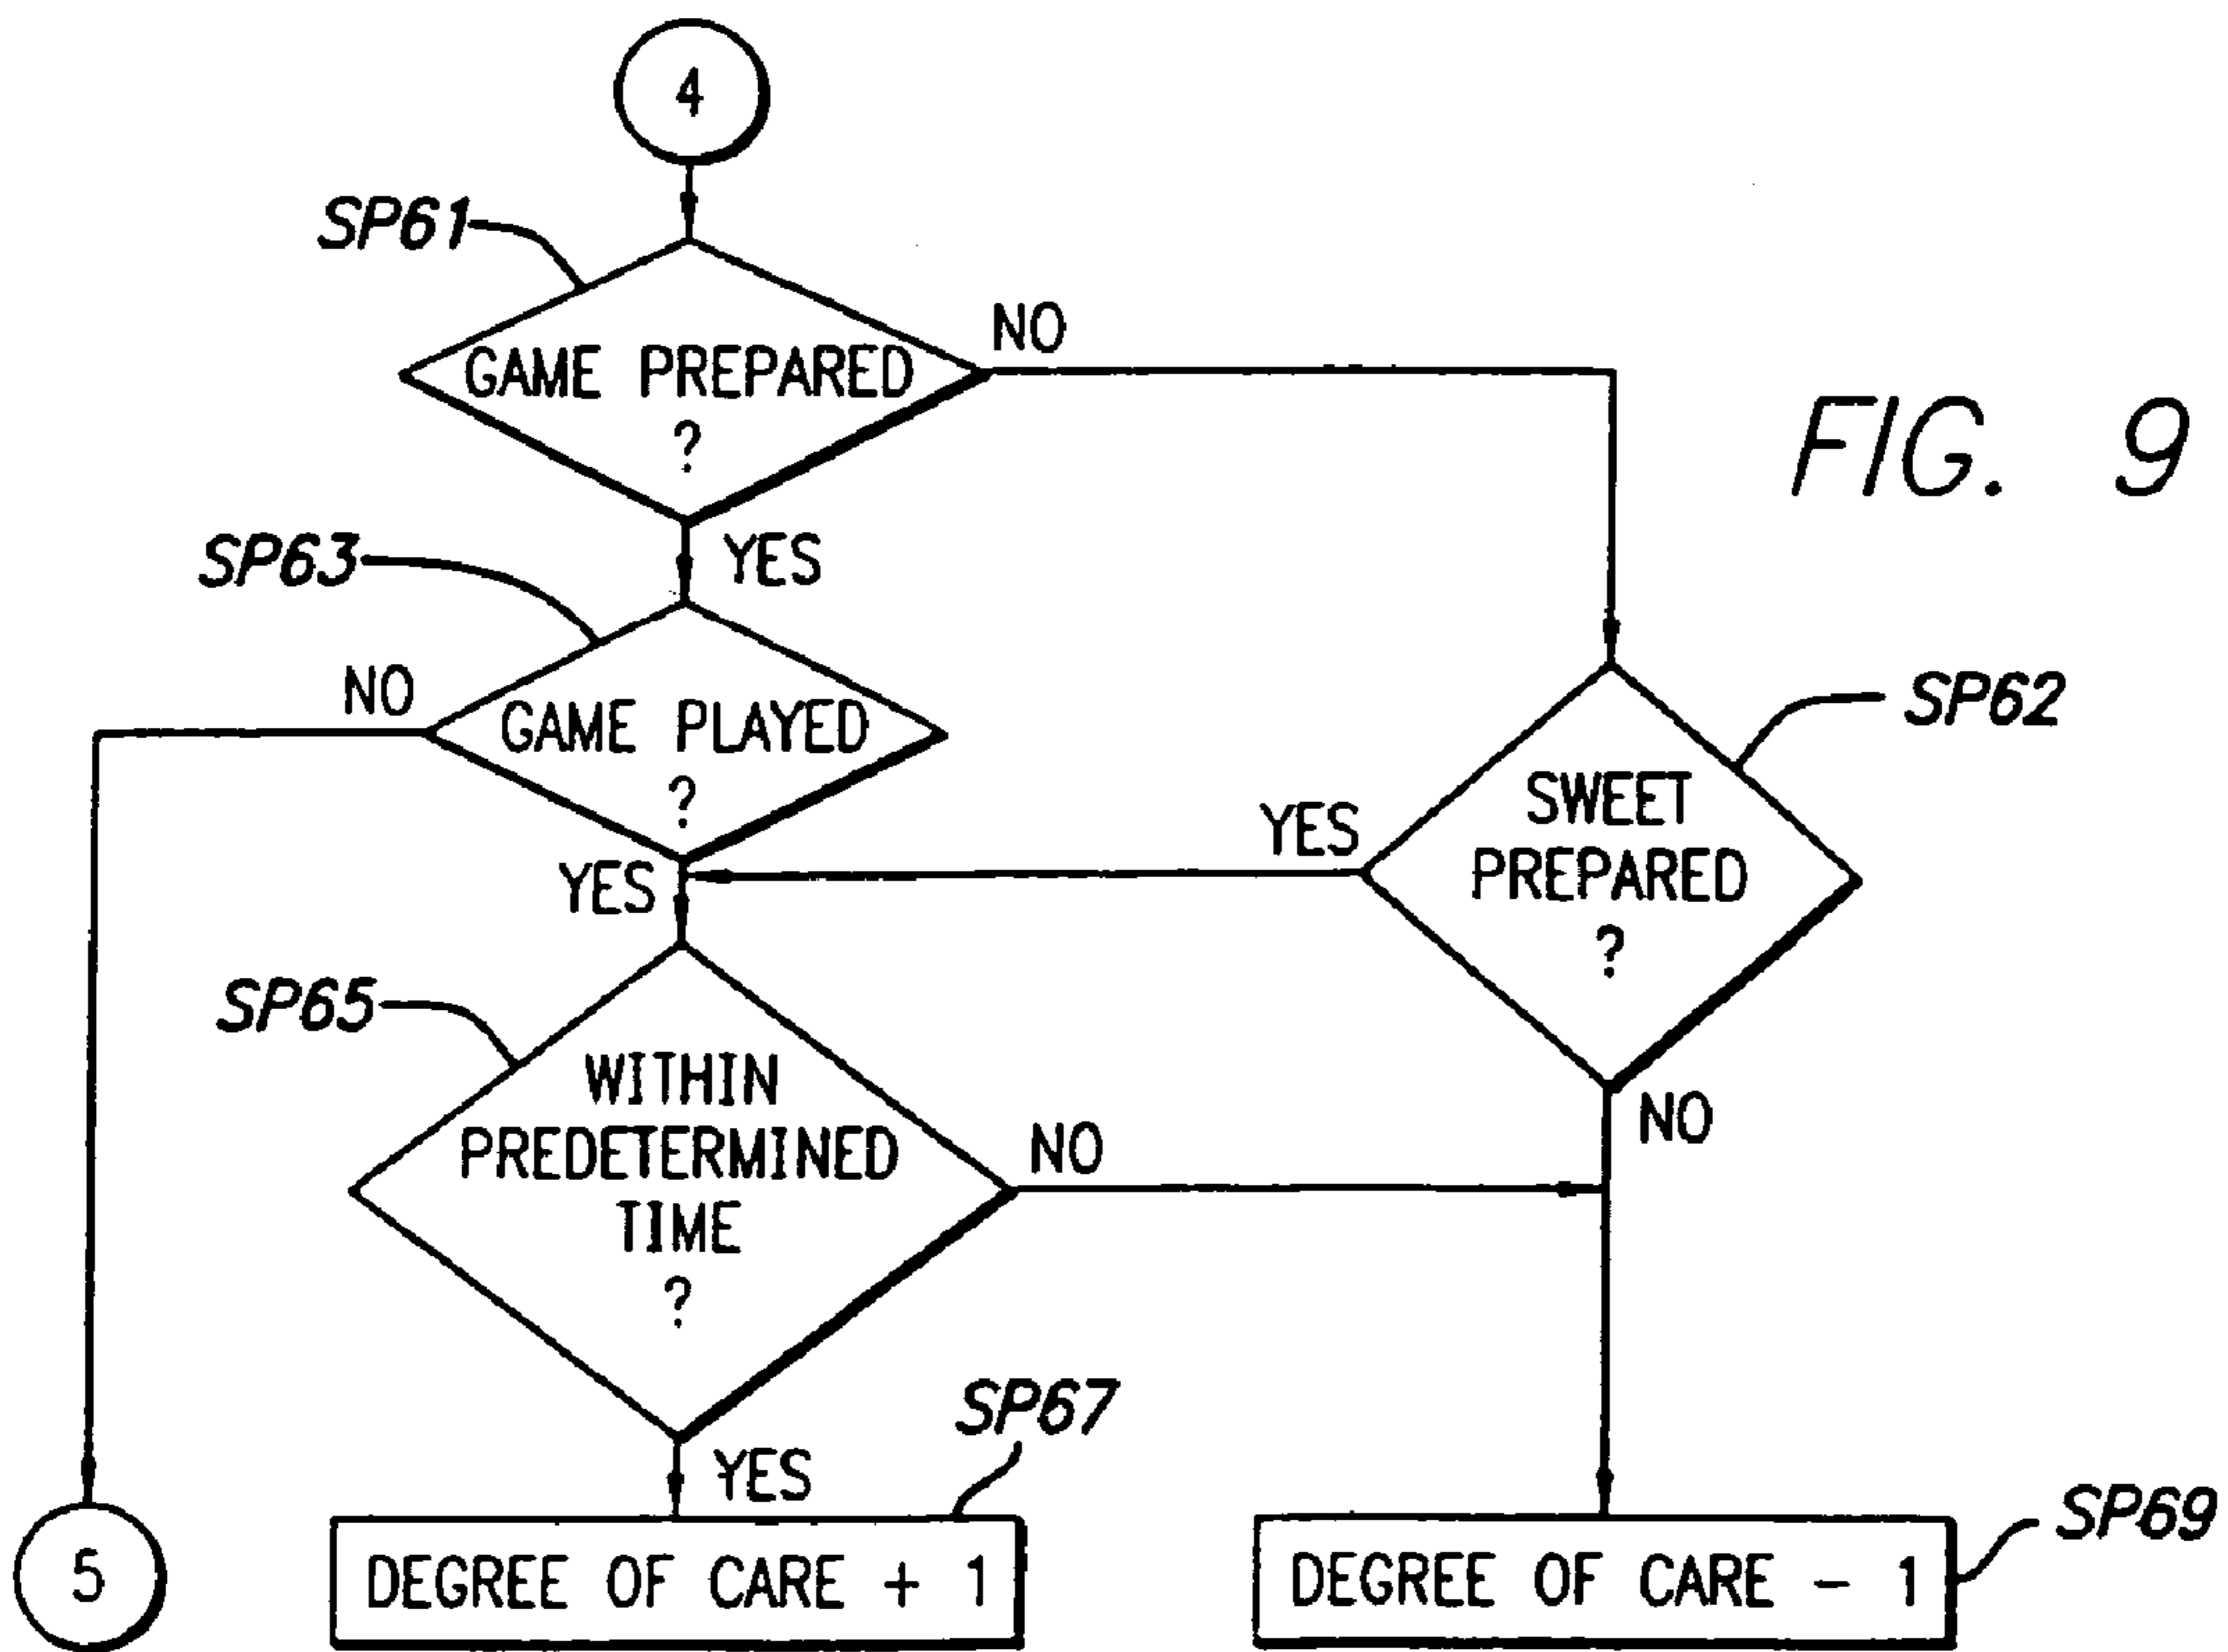 4
SP61
NO
GAME PREPARED
?
FIG. 9
SP63
YES
NO
GAME PLAYED
?
SP62
SWEET
PREPARED
?
YES
YES
SP65
WITHIN
PREDETERMINED
TIME
?
NO
NO
SP67
YES
5
DEGREE OF CARE + 1
DEGREE OF CARE - 1
SP69